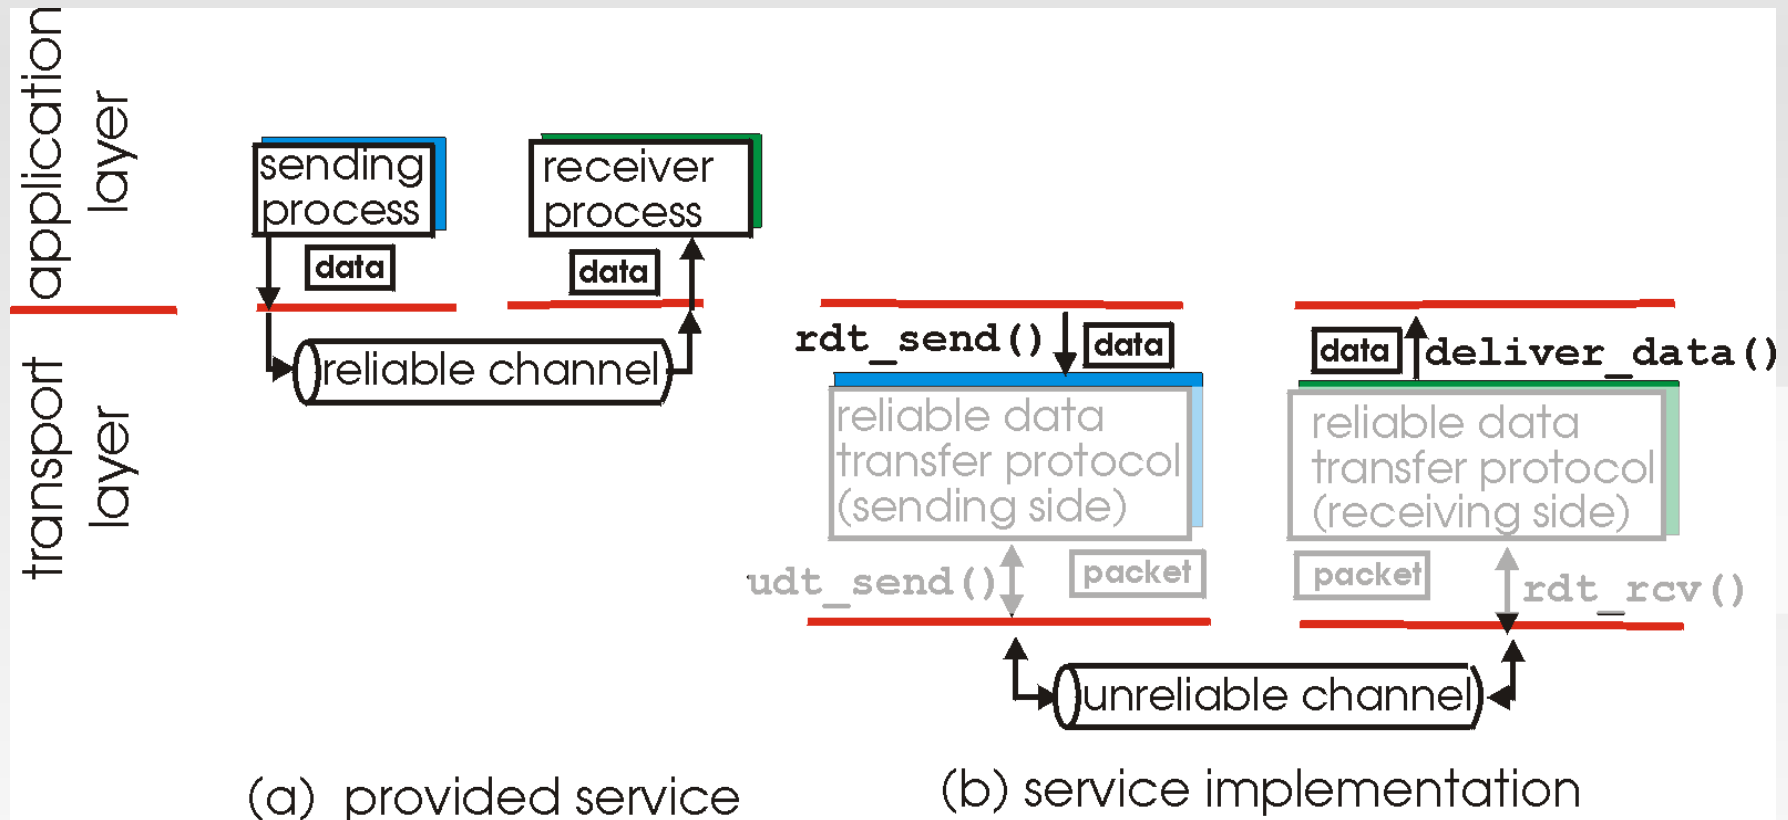 application
layer
transport
layer
sending
process
data
receiver
process
data
reliable channel
(a) provided service
rdt_send()
data
data
deliver_data()
reliable data
transfer protocol
(sending side)
reliable data
transfer protocol
(receiving side)
udt_send()
packet
packet
rdt_rcv()
unreliable channel
(b) service implementation